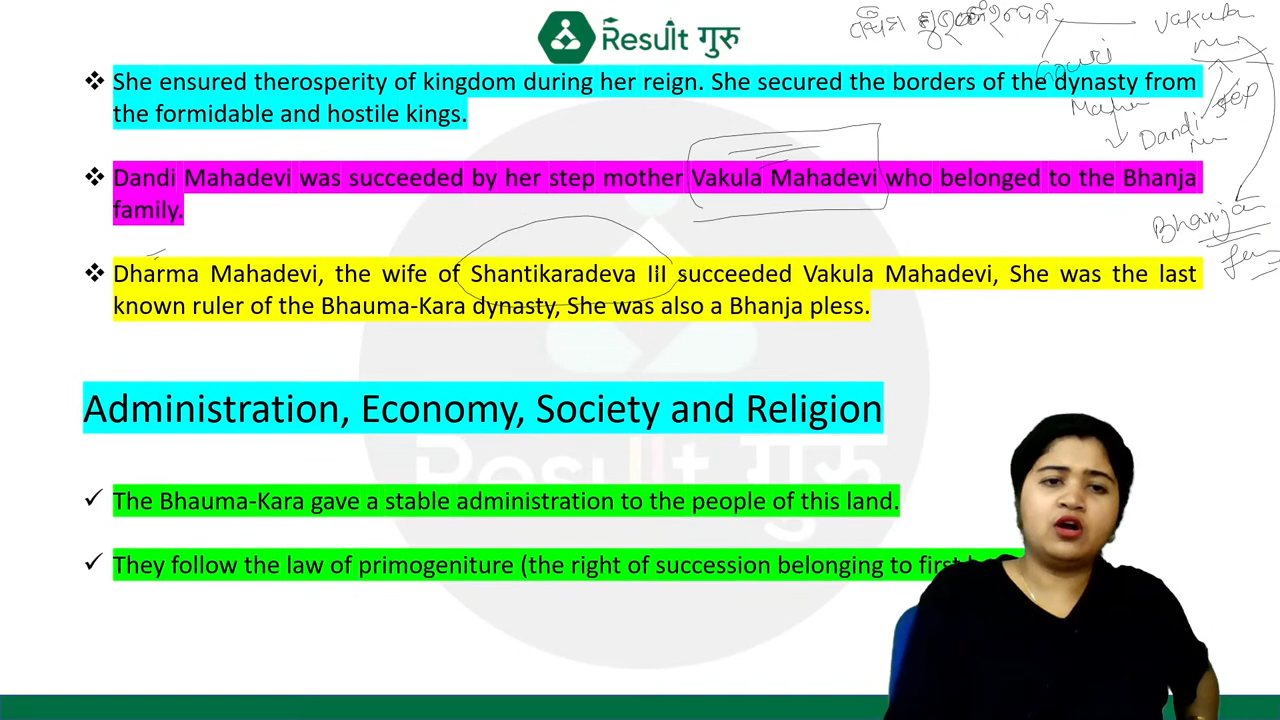 Result गुरु
Vakula
She ensured therosperity of kingdom during her reign. She secured the borders of the dynasty from
the formidable and hostile kings.
Gouri
Maha
Dandi
step
Dandi Mahadevi was succeeded by her step mother Vakula Mahadevi who belonged to the Bhanja
family.
Bhanja
Dharma Mahadevi, the wife of Shantikaradeva III succeeded Vakula Mahadevi, She was the last
known ruler of the Bhauma-Kara dynasty, She was also a Bhanja pless.
Administration, Economy, Society and Religion
Result गुरु
The Bhauma-Kara gave a stable administration to the people of this land.
They follow the law of primogeniture (the right of succession belonging to first